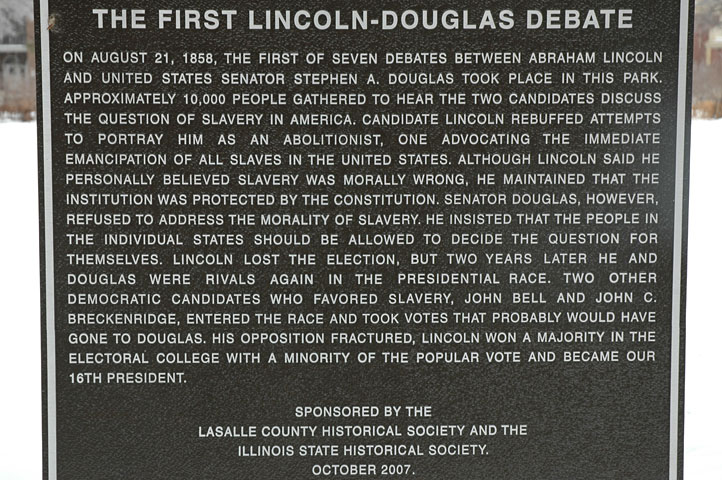 THE FIRST LINCOLN-DOUGLAS DEBATE
ON AUGUST 21, 1858, THE FIRST OF SEVEN DEBATES BETWEEN ABRAHAM LINCOLN
AND UNITED STATES SENATOR STEPHEN A. DOUGLAS TOOK PLACE IN THIS PARK.
APPROXIMATELY 10,000 PEOPLE GATHERED TO HEAR THE TWO CANDIDATES DISCUSS
THE QUESTION OF SLAVERY IN AMERICA. CANDIDATE LINCOLN REBUFFED ATTEMPTS
TO PORTRAY HIM AS AN ABOLITIONIST, ONE ADVOCATING THE IMMEDIATE
EMANCIPATION OF ALL SLAVES IN THE UNITED STATES. ALTHOUGH LINCOLN SAID HE
PERSONALLY BELIEVED SLAVERY WAS MORALLY WRONG, HE MAINTAINED THAT THE
INSTITUTION WAS PROTECTED BY THE CONSTITUTION. SENATOR DOUGLAS, HOWEVER,
REFUSED TO ADDRESS THE MORALITY OF SLAVERY. HE INSISTED THAT THE PEOPLE IN
THE INDIVIDUAL STATES SHOULD BE ALLOWED TO DECIDE THE QUESTION FOR
THEMSELVES. LINCOLN LOST THE ELECTION, BUT TWO YEARS LATER HE AND
DOUGLAS WERE RIVALS AGAIN IN THE PRESIDENTIAL RACE. TWO OTHER
DEMOCRATIC CANDIDATES WHO FAVORED SLAVERY, JOHN BELL AND JOHN C.
BRECKENRIDGE, ENTERED THE RACE AND TOOK VOTES THAT PROBABLY WOULD HAVE
GONE TO DOUGLAS. HIS OPPOSITION FRACTURED, LINCOLN WON A MAJORITY IN THE
ELECTORAL COLLEGE WITH A MINORITY OF THE POPULAR VOTE AND BECAME OUR
16TH PRESIDENT.
SPONSORED BY THE
LASALLE COUNTY HISTORICAL SOCIETY AND THE
ILLINOIS STATE HISTORICAL SOCIETY.
OCTOBER 2007.